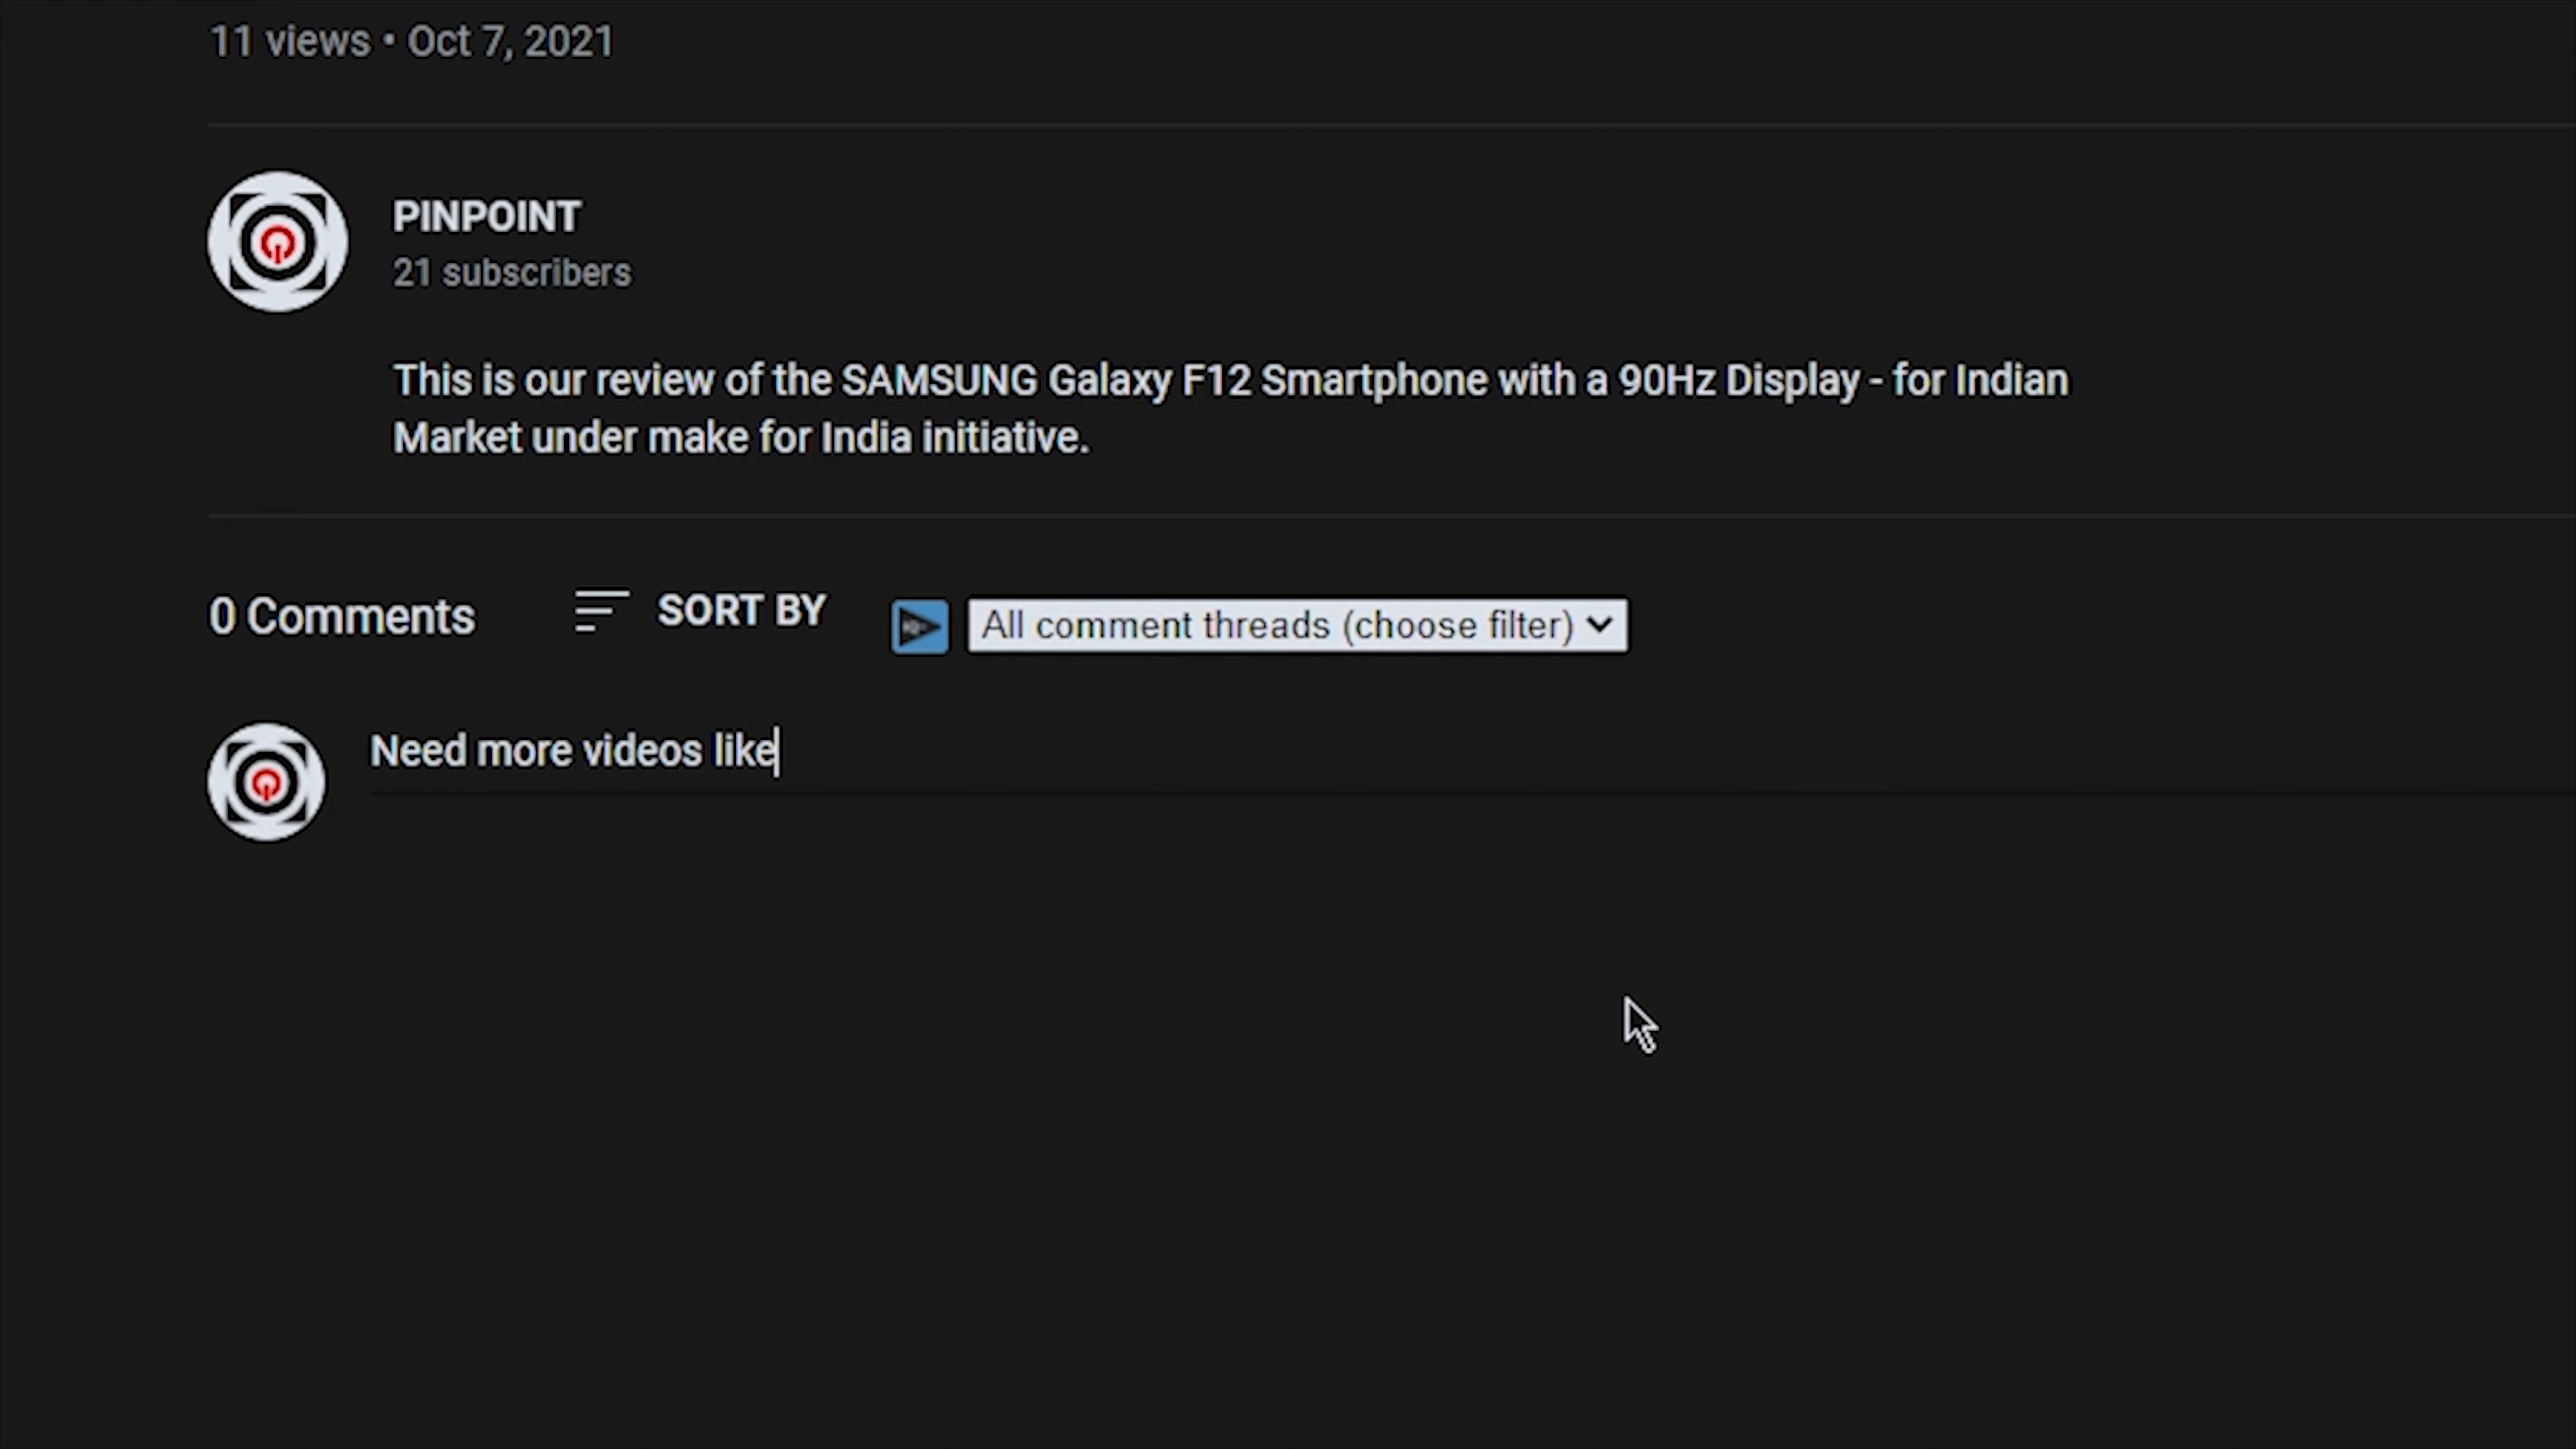 11 views • Oct 7, 2021
PINPOINT
21 subscribers
This is our review of the SAMSUNG Galaxy F12 Smartphone with a 90Hz Display - for Indian
Market under make for India initiative.
0 Comments SORT BY All comment threads (choose filter)
Need more videos like